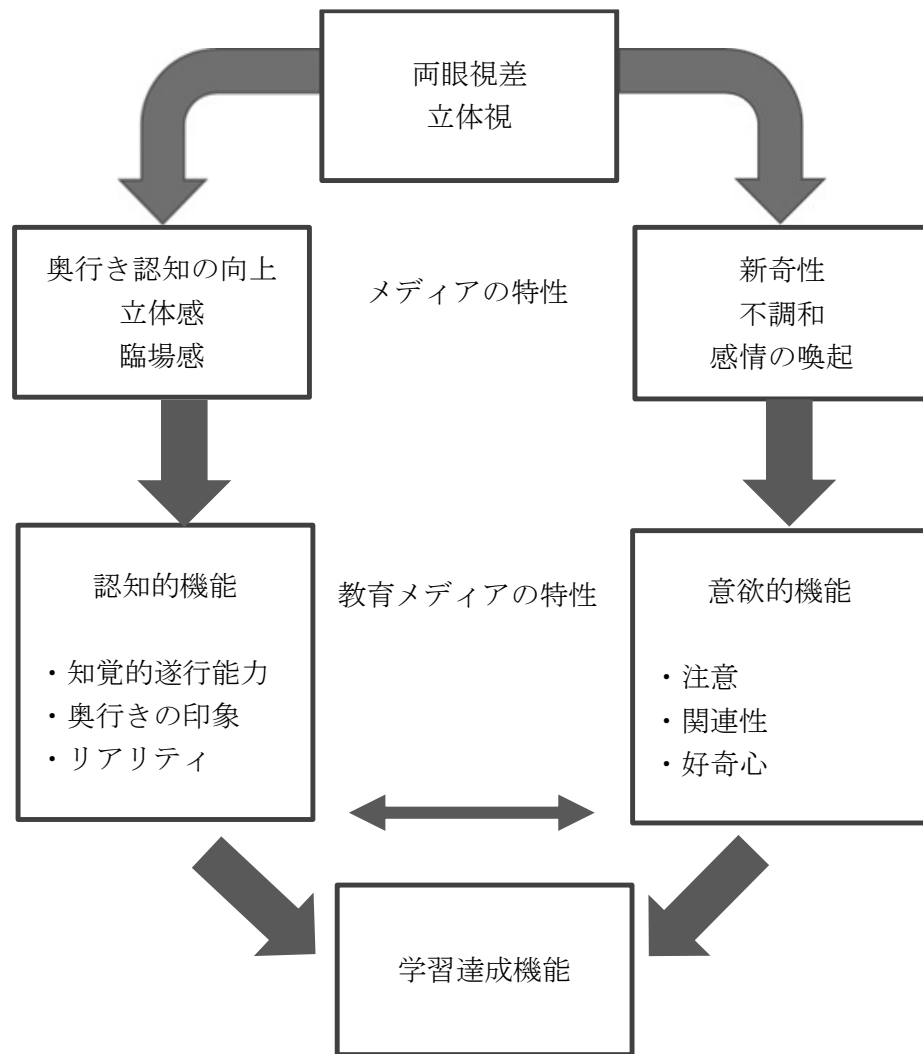 両眼視差
立体視
奥行き認知の向上
立体感
臨場感
メディアの特性
新奇性
不調和
感情の喚起
認知的機能
・知覚的遂行能力
・奥行きの印象
・リアリティ
教育メディアの特性
意欲的機能
・注意
・関連性
・好奇心
学習達成機能